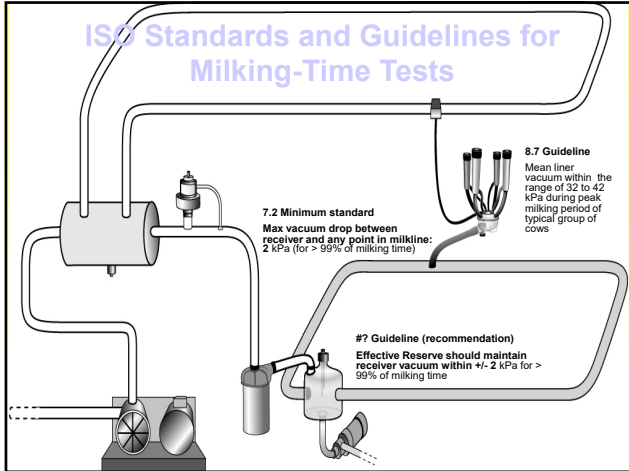 ISO Standards and Guidelines for
Milking-Time Tests
8.7 Guideline
Mean liner
vacuum within the
range of 32 to 42
kPa during peak
milking period of
typical group of
cows
7.2 Minimum standard
Max vacuum drop between
receiver and any point in milkline:
2 kPa (for > 99% of milking time)
#? Guideline (recommendation)
Effective Reserve should maintain
receiver vacuum within +/- 2 kPa for >
99% of milking time